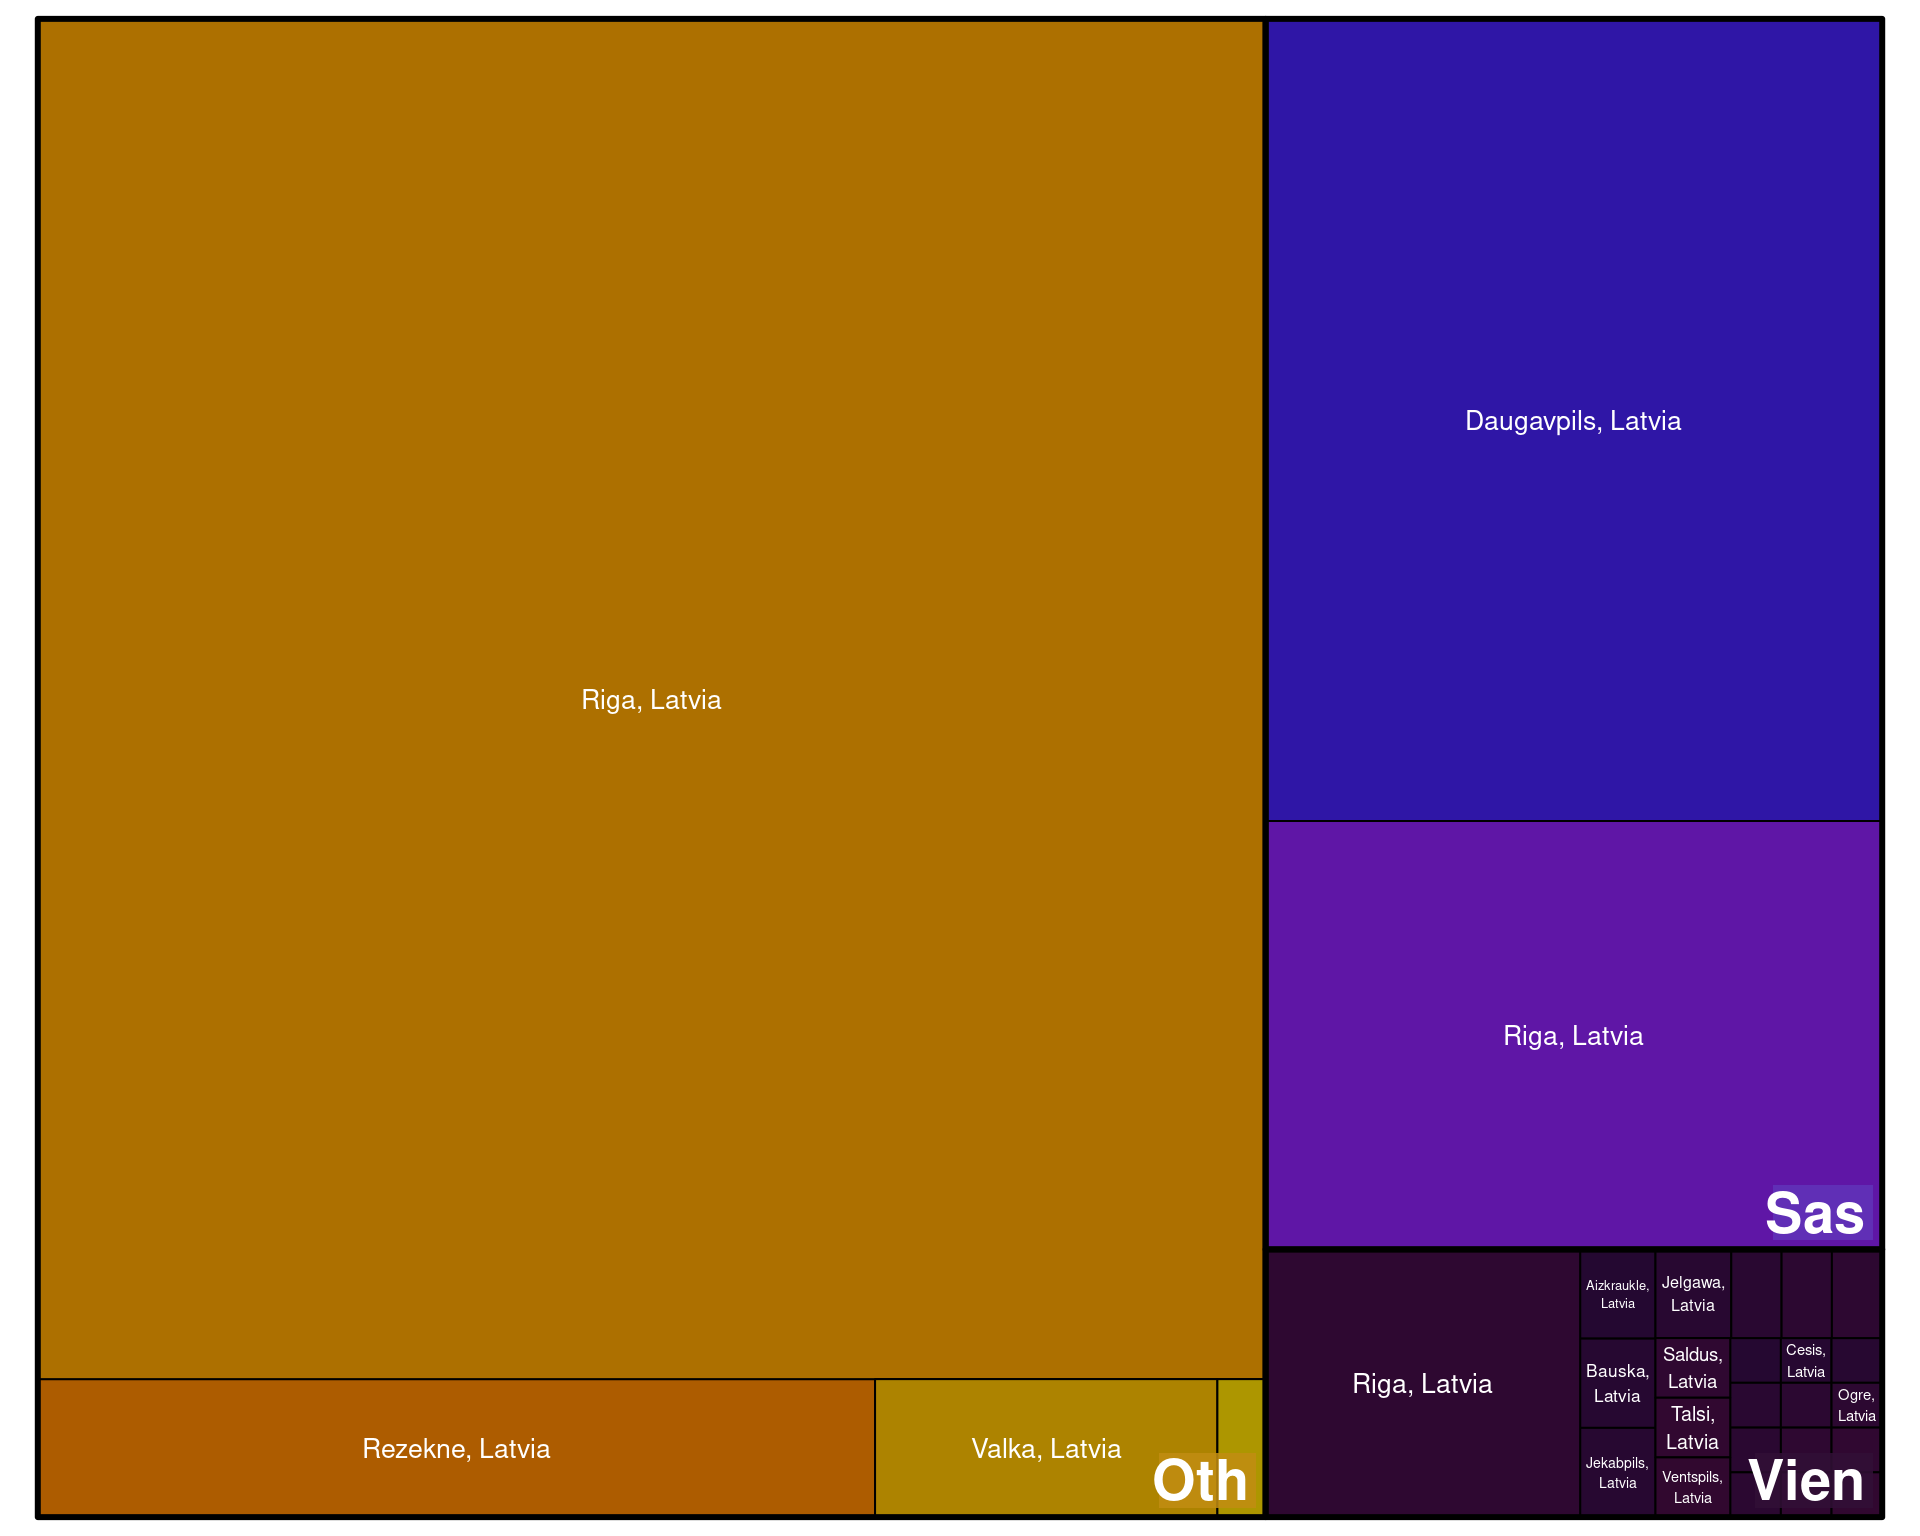 Riga, Latvia
Rezekne, Latvia
Valka, Latvia
Oth
Daugavpils, Latvia
Riga, Latvia
Sas
Riga, Latvia
Aizkraukle,
Latvia
Bauska,
Latvia
Jekabpils,
Latvia
Jelgawa,
Latvia
Saldus,
Latvia
Talsi,
Latvia
Ventspils,
Latvia
Cesis,
Latvia
Ogre,
Latvia
Vien